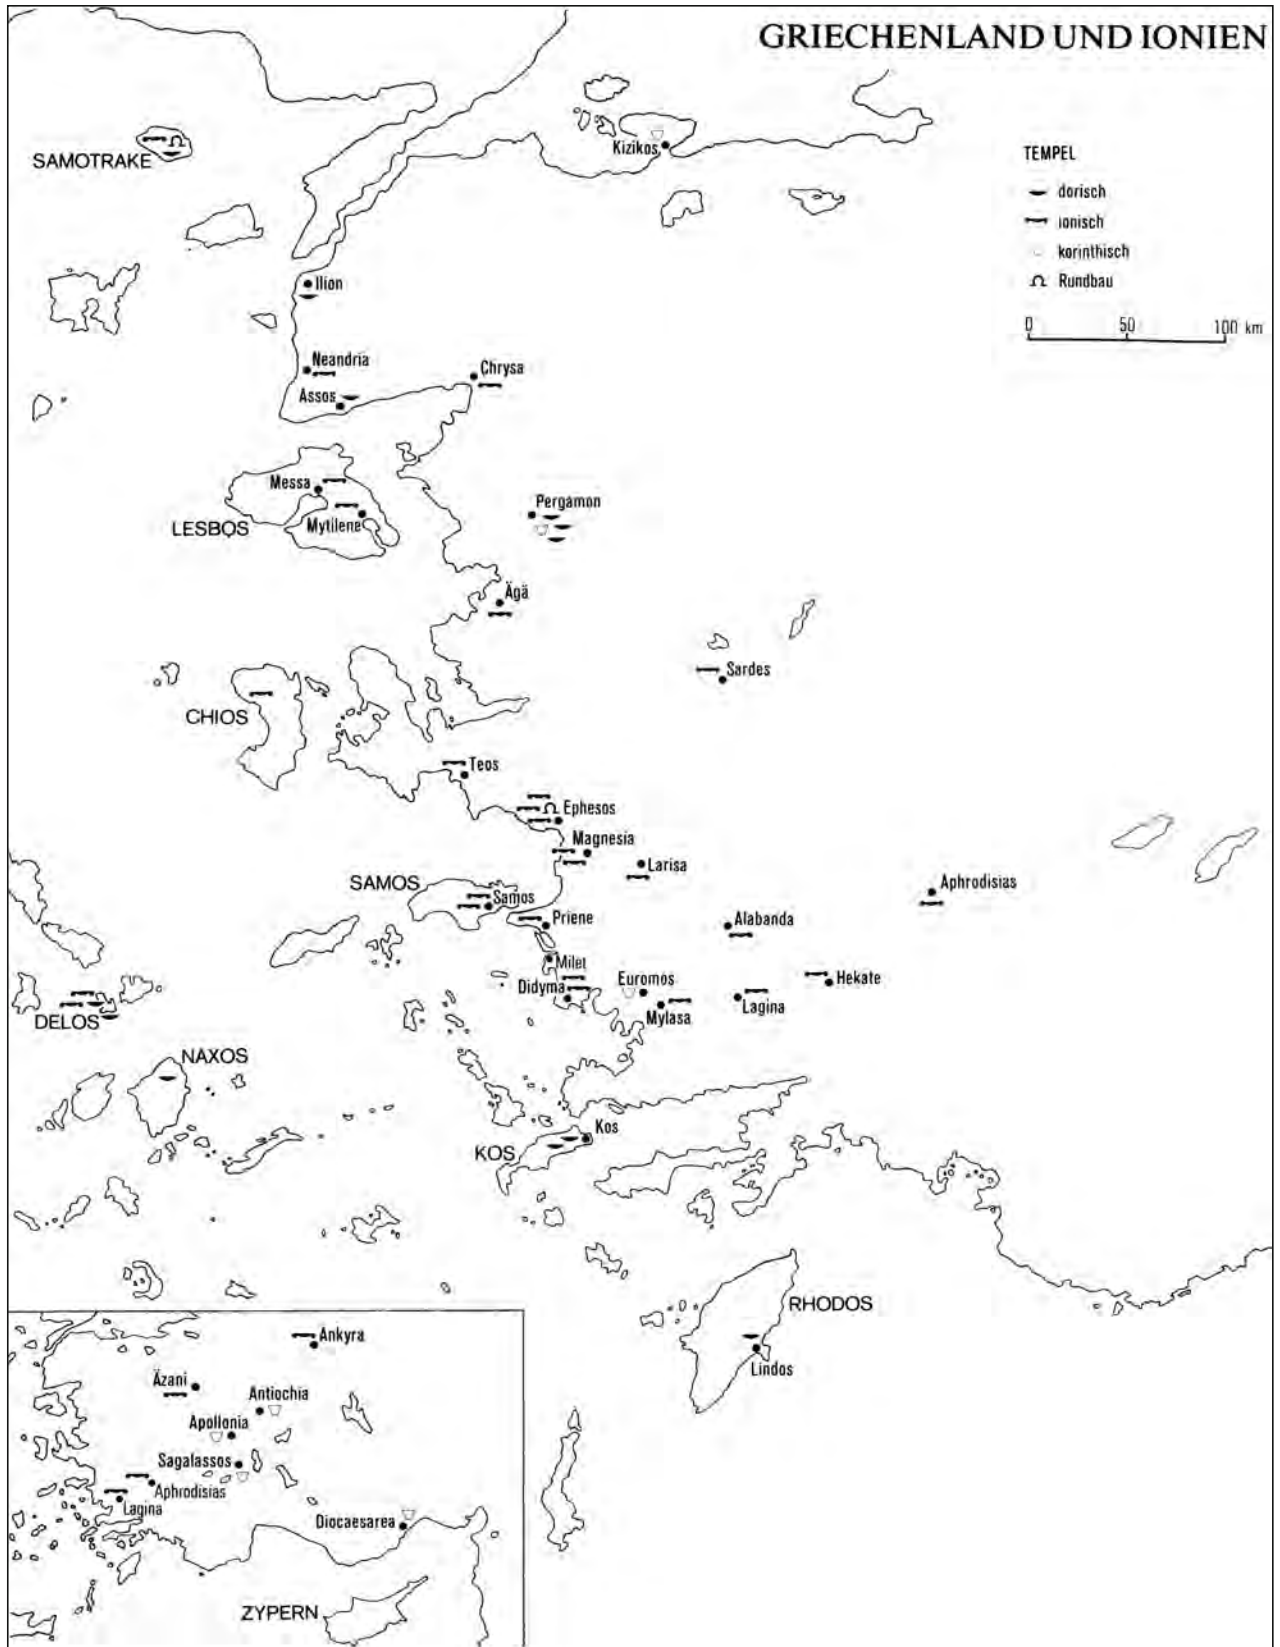 GRIECHENLAND UND IONIEN
TEMPEL
dorisch
ionisch
korinthisch
Rundbau
0 50 100 km
SAMOTRAKE
Kizikos
Ilion
Neandria
Chrysa
Assos
Messa
Mytilene
LESBOS
Pergamon
Ägä
Sardes
CHIOS
Teos
Ephesos
Magnesia
Larisa
SAMOS
Samos
Aphrodisias
Priene
Alabanda
Milet
Didyma
Euromos
Mylasa
Lagina
Hekate
DELOS
NAXOS
KOS
Kos
RHODOS
Lindos
Ankyra
Äzani
Antiochia
Apollonia
Sagalassos
Aphrodisias
Lagina
Diocaesarea
ZYPERN